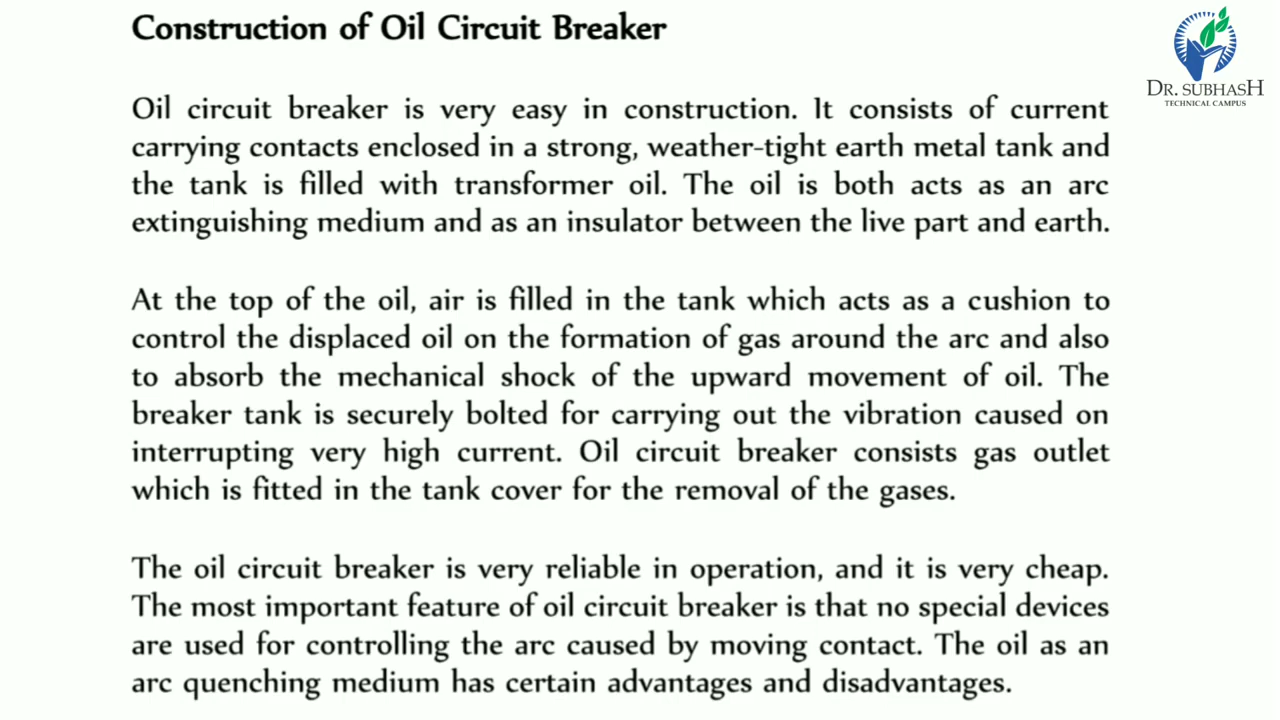 Construction of Oil Circuit Breaker
DR. SUBHASH
TECHNICAL CAMPUS
Oil circuit breaker is very easy in construction. It consists of current
carrying contacts enclosed in a strong, weather-tight earth metal tank and
the tank is filled with transformer oil. The oil is both acts as an arc
extinguishing medium and as an insulator between the live part and earth.
At the top of the oil, air is filled in the tank which acts as a cushion to
control the displaced oil on the formation of gas around the arc and also
to absorb the mechanical shock of the upward movement of oil. The
breaker tank is securely bolted for carrying out the vibration caused on
interrupting very high current. Oil circuit breaker consists gas outlet
which is fitted in the tank cover for the removal of the gases.
The oil circuit breaker is very reliable in operation, and it is very cheap.
The most important feature of oil circuit breaker is that no special devices
are used for controlling the arc caused by moving contact. The oil as an
arc quenching medium has certain advantages and disadvantages.